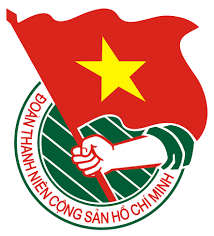 ĐOÀN THANH NIÊN CỘNG SẢN HỒ CHÍ MINH